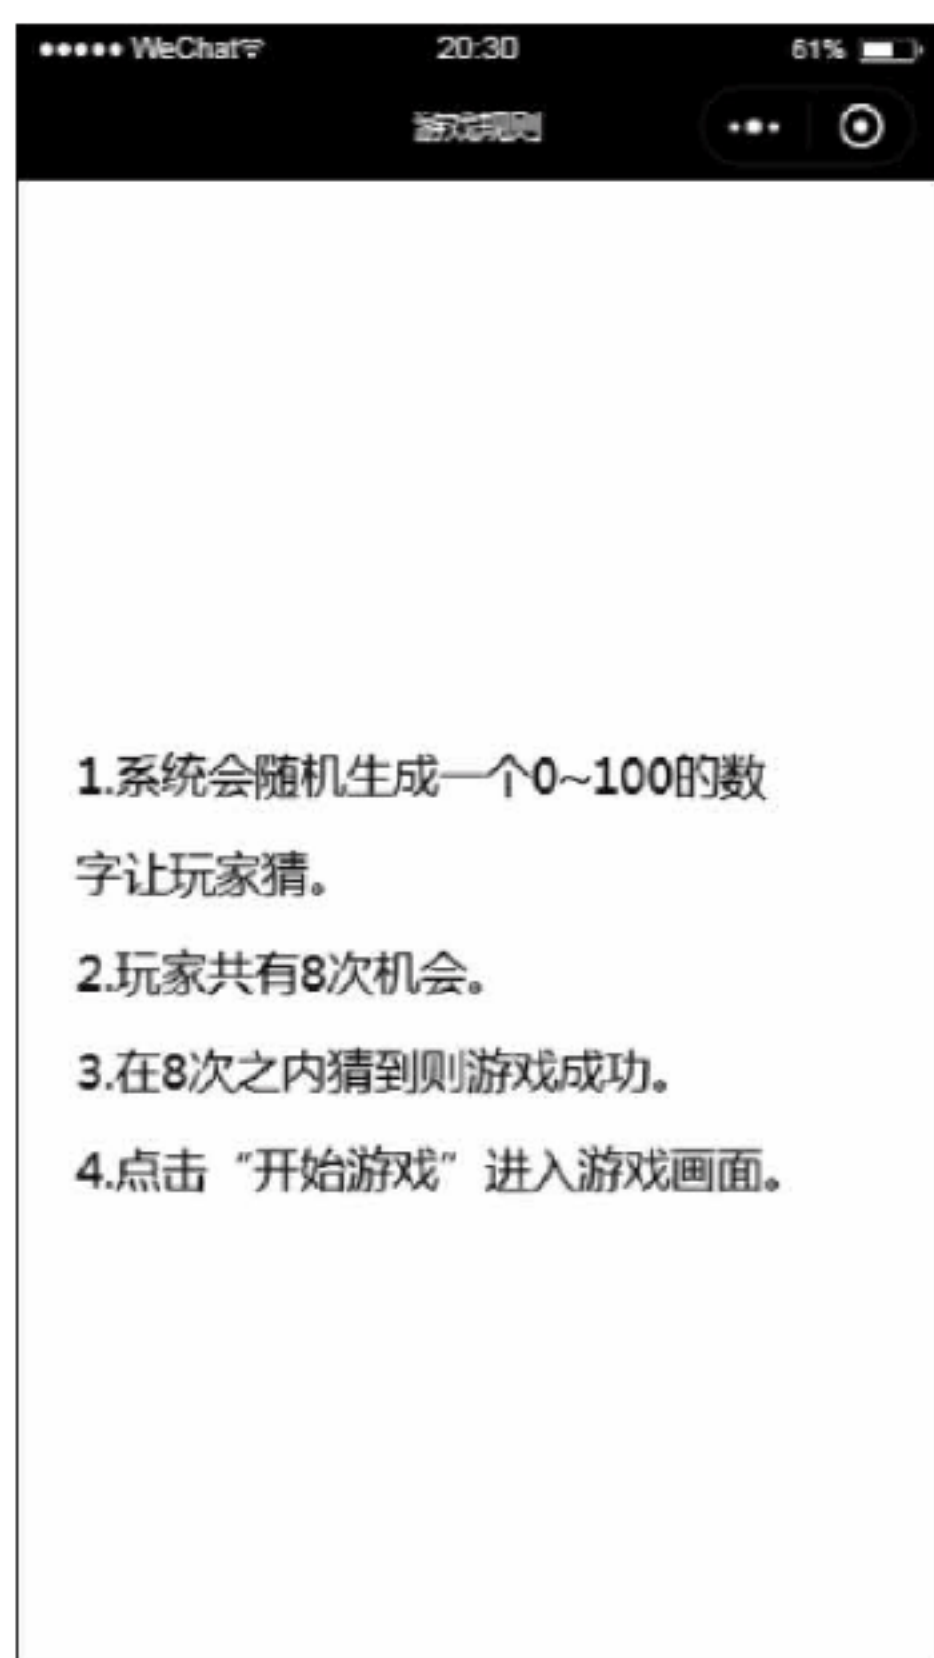 WeChat
20:30
61%
游戏规则
1.系统会随机生成一个0~100的数
字让玩家猜。
2.玩家共有8次机会。
3.在8次之内猜到则游戏成功。
4.点击“开始游戏”进入游戏画面。